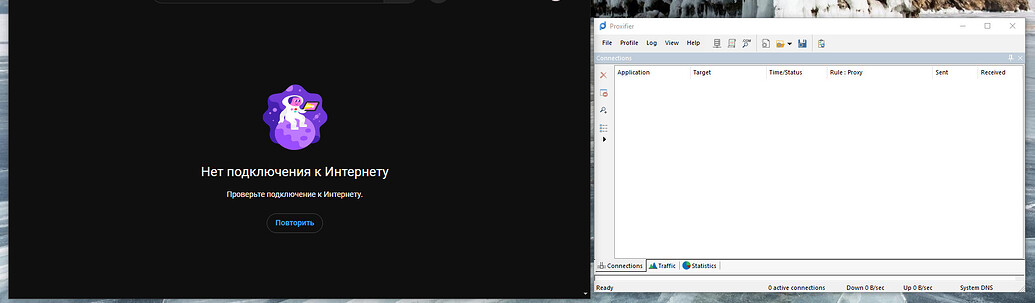 Нет подключения к Интернету
Проверьте подключение к Интернету.
Повторить
Proxifier
File Profile Log View Help
Connections
Application Target Time/Status Rule : Proxy Sent Received
Connections Traffic Statistics
Ready 0 active connections Down 0 B/sec Up 0 B/sec System DNS